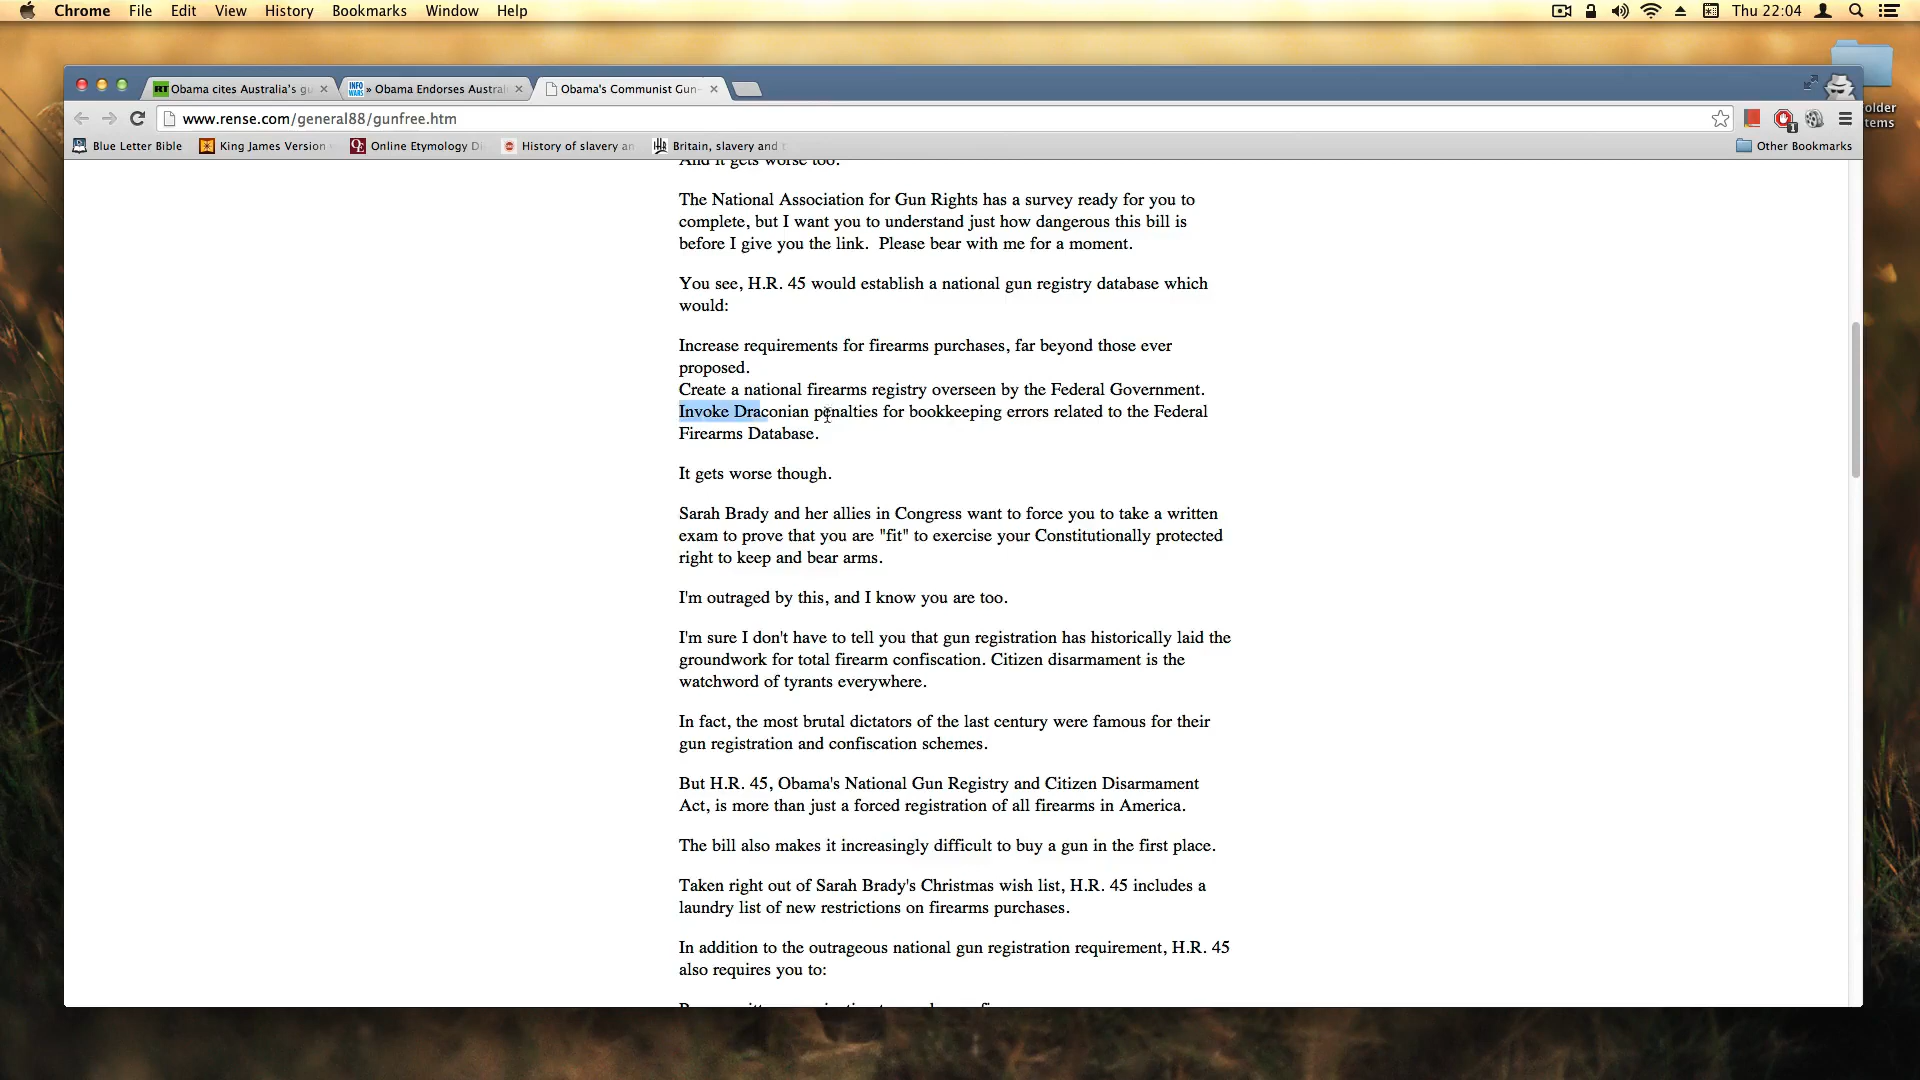 Chrome File Edit View History Bookmarks Window Help Thu 22:04
Obama cites Australia's gu
INFO WARS » Obama Endorses Austral
Obama's Communist Gun-
RT
www.rense.com/general88/gunfree.htm
Blue Letter Bible King James Version Online Etymology Di History of slavery an Britain, slavery and t Other Bookmarks
older
tems
And it gets worse too.
The National Association for Gun Rights has a survey ready for you to
complete, but I want you to understand just how dangerous this bill is
before I give you the link.  Please bear with me for a moment.
You see, H.R. 45 would establish a national gun registry database which
would:
Increase requirements for firearms purchases, far beyond those ever
proposed.
Create a national firearms registry overseen by the Federal Government.
Invoke Draconian penalties for bookkeeping errors related to the Federal
Firearms Database.
It gets worse though.
Sarah Brady and her allies in Congress want to force you to take a written
exam to prove that you are "fit" to exercise your Constitutionally protected
right to keep and bear arms.
I'm outraged by this, and I know you are too.
I'm sure I don't have to tell you that gun registration has historically laid the
groundwork for total firearm confiscation. Citizen disarmament is the
watchword of tyrants everywhere.
In fact, the most brutal dictators of the last century were famous for their
gun registration and confiscation schemes.
But H.R. 45, Obama's National Gun Registry and Citizen Disarmament
Act, is more than just a forced registration of all firearms in America.
The bill also makes it increasingly difficult to buy a gun in the first place.
Taken right out of Sarah Brady's Christmas wish list, H.R. 45 includes a
laundry list of new restrictions on firearms purchases.
In addition to the outrageous national gun registration requirement, H.R. 45
also requires you to: